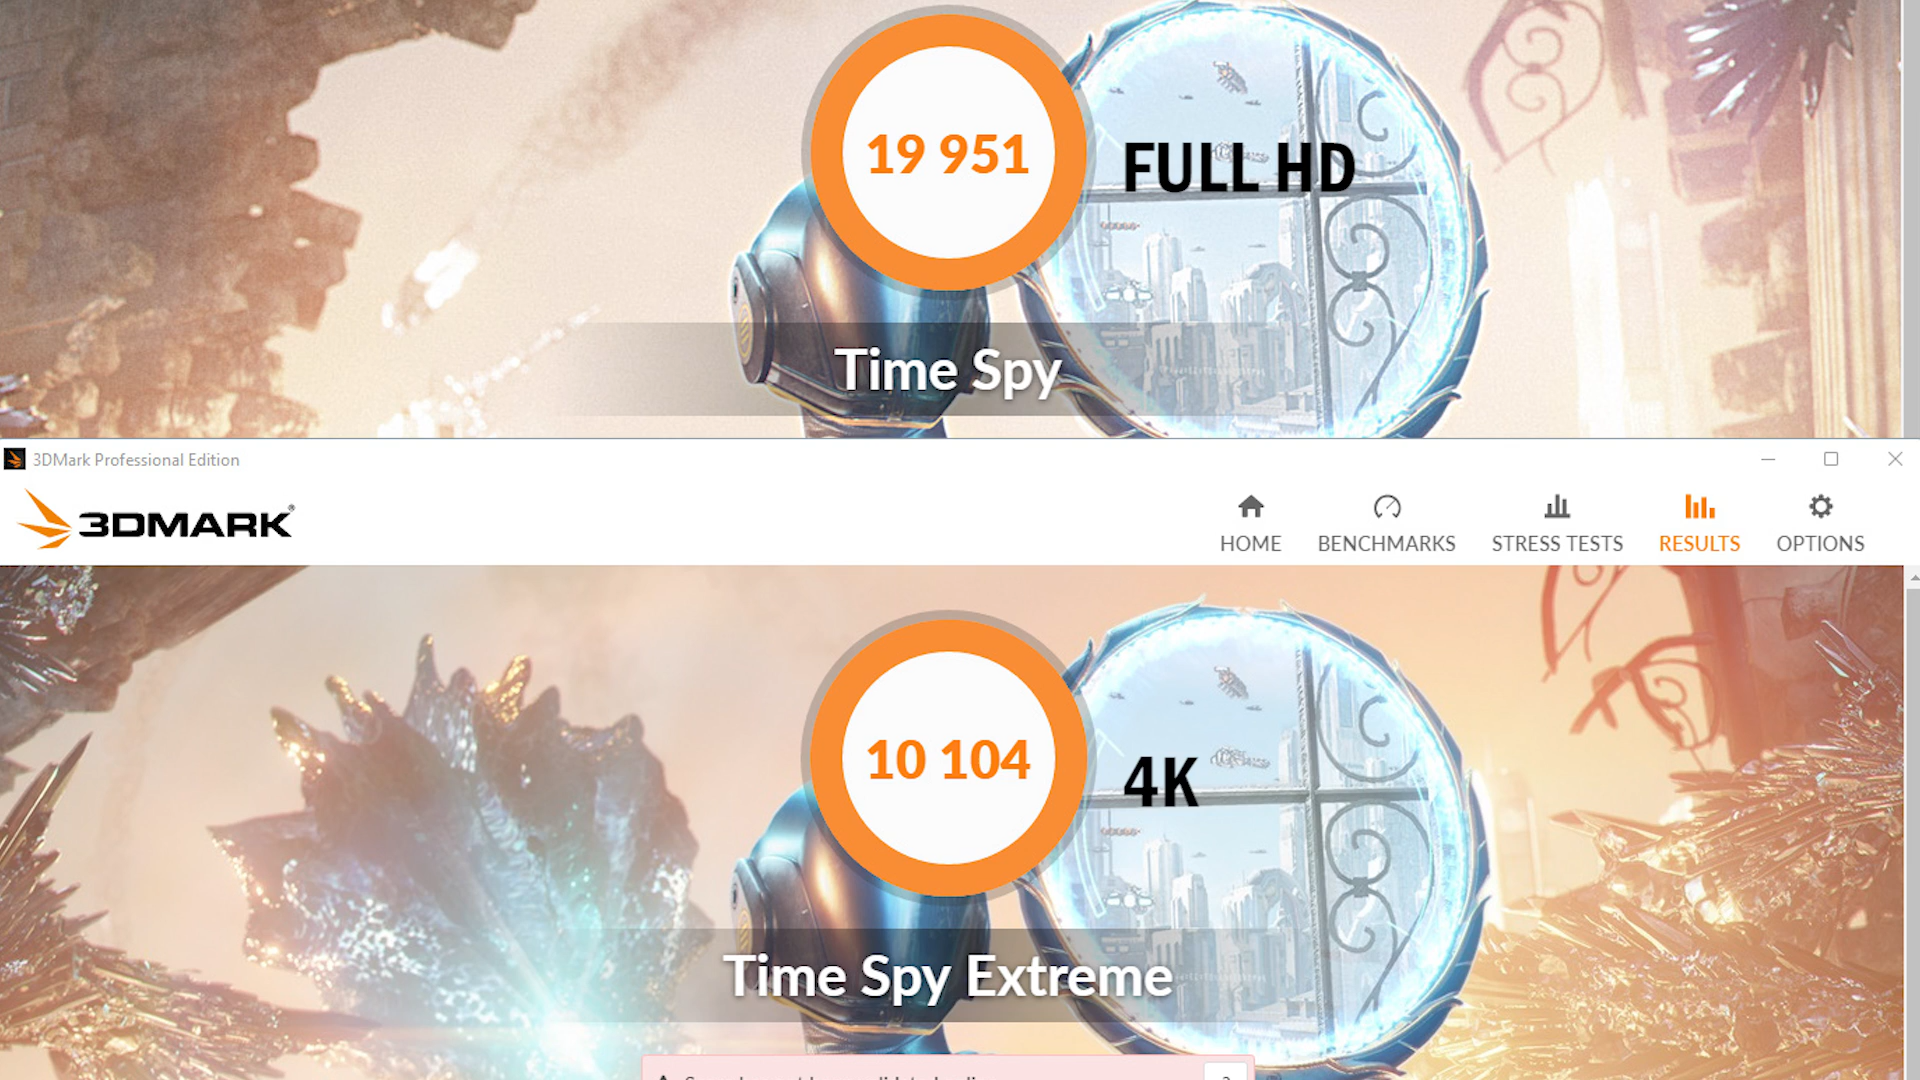 19 951
FULL HD
Time Spy
3DMark Professional Edition
3DMARK®
HOME BENCHMARKS STRESS TESTS RESULTS OPTIONS
10 104
4K
Time Spy Extreme